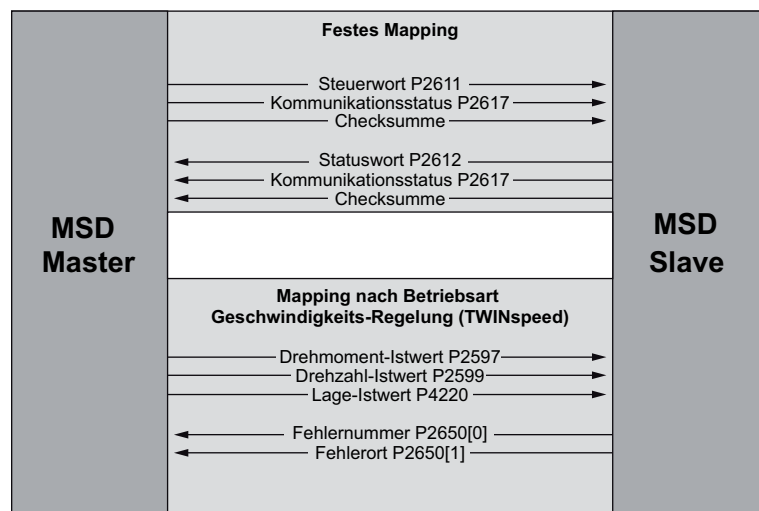 Festes Mapping
Steuerwort P2611
Kommunikationsstatus P2617
Checksumme
Statuswort P2612
Kommunikationsstatus P2617
Checksumme
MSD
Master
MSD
Slave
Mapping nach Betriebsart
Geschwindigkeits-Regelung (TWINspeed)
Drehmoment-Istwert P2597
Drehzahl-Istwert P2599
Lage-Istwert P4220
Fehlernummer P2650[0]
Fehlerort P2650[1]